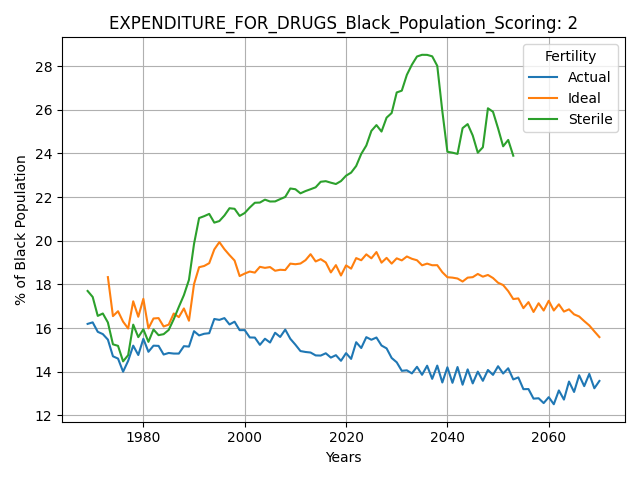 EXPENDITURE_FOR_DRUGS_Black_Population_Scoring: 2
Fertility
Actual
Ideal
Sterile
% of Black Population
28
26
24
22
20
18
16
14
12
1980
2000
2020
2040
2060
Years